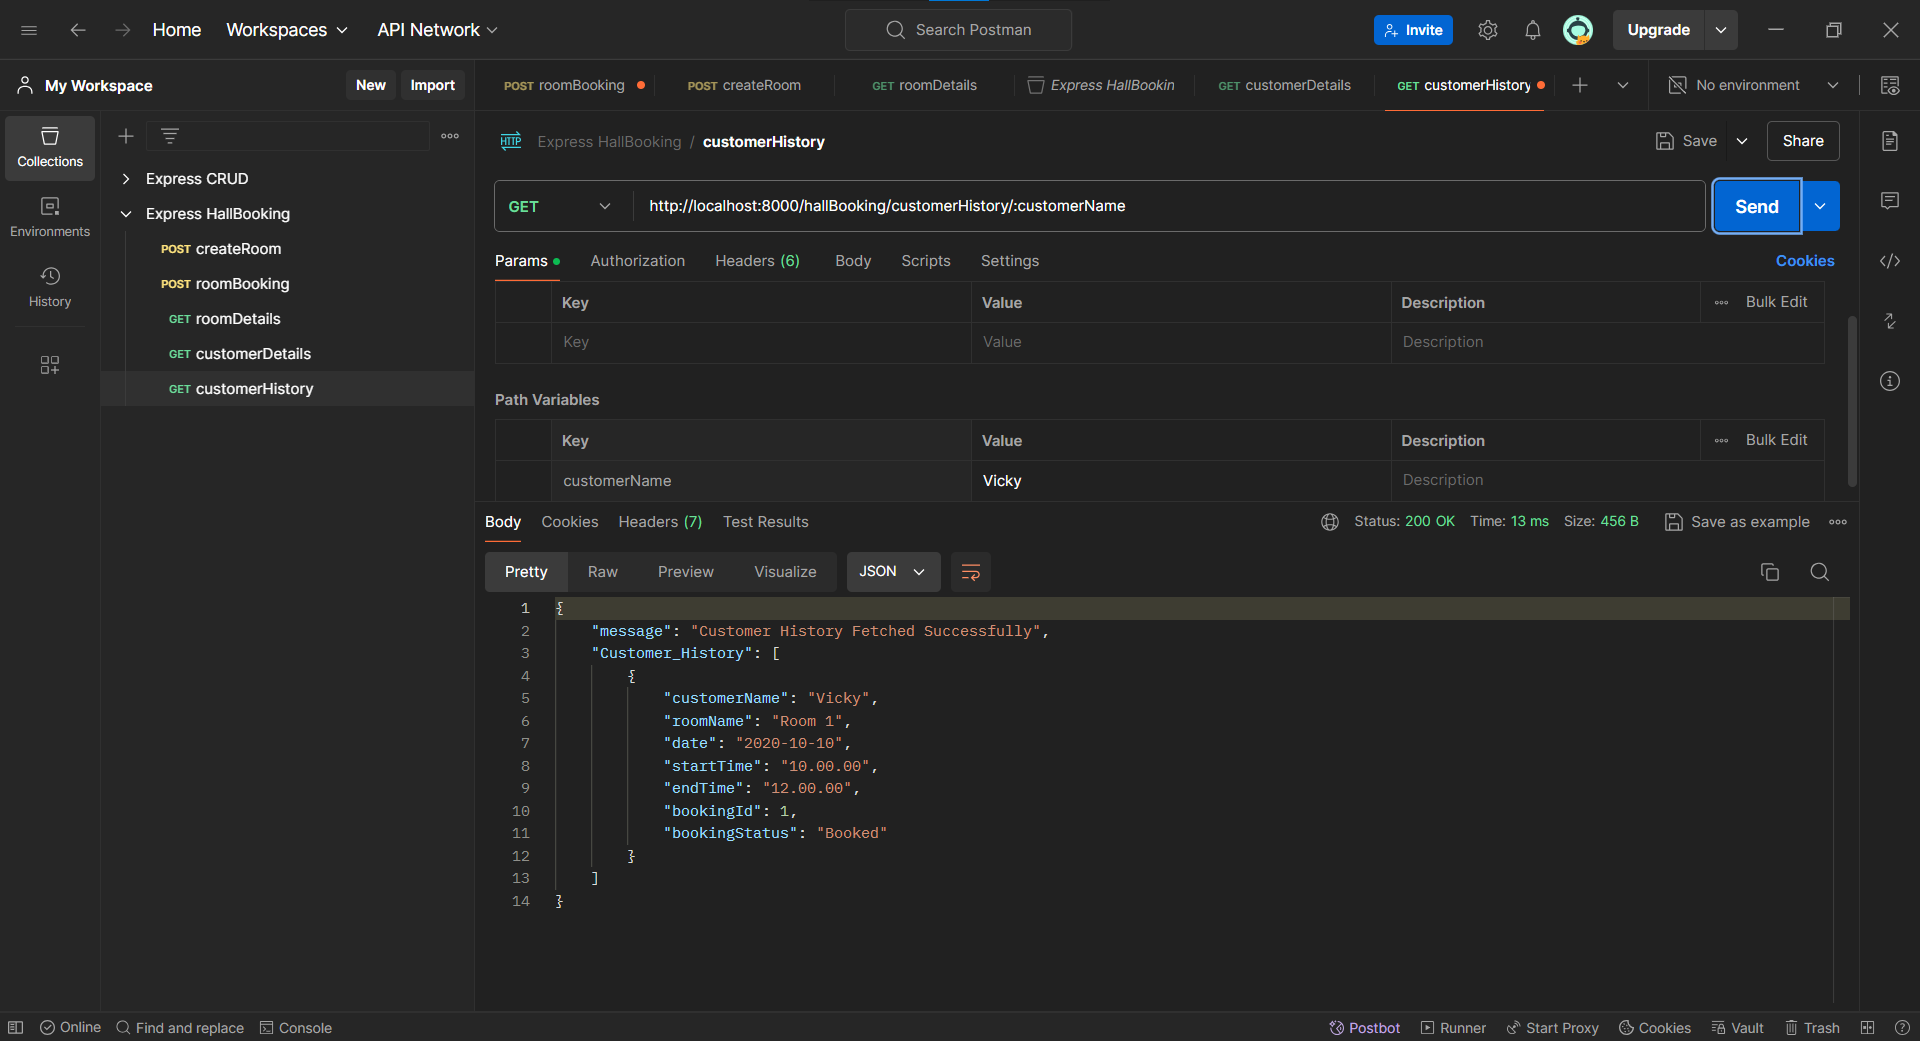 Home Workspaces API Network Search Postman Invite Upgrade
My Workspace New Import
POST roomBooking POST createRoom GET roomDetails Express HallBookin GET customerDetails GET customerHistory No environment
Collections
Environments
History
Express CRUD
Express HallBooking
POST createRoom
POST roomBooking
GET roomDetails
GET customerDetails
GET customerHistory
HTTP Express HallBooking / customerHistory Save Share
GET http://localhost:8000/hallBooking/customerHistory/:customerName Send
Params Authorization Headers (6) Body Scripts Settings Cookies
Key Value Description Bulk Edit
Key Value Description
Path Variables
Key Value Description Bulk Edit
customerName Vicky Description
Body Cookies Headers (7) Test Results Status: 200 OK Time: 13 ms Size: 456 B Save as example
Pretty Raw Preview Visualize JSON
1 {
2 "message": "Customer History Fetched Successfully",
3 "Customer_History": [
4 {
5 "customerName": "Vicky",
6 "roomName": "Room 1",
7 "date": "2020-10-10",
8 "startTime": "10.00.00",
9 "endTime": "12.00.00",
10 "bookingId": 1,
11 "bookingStatus": "Booked"
12 }
13 ]
14 }
Online Find and replace Console Postbot Runner Start Proxy Cookies Vault Trash